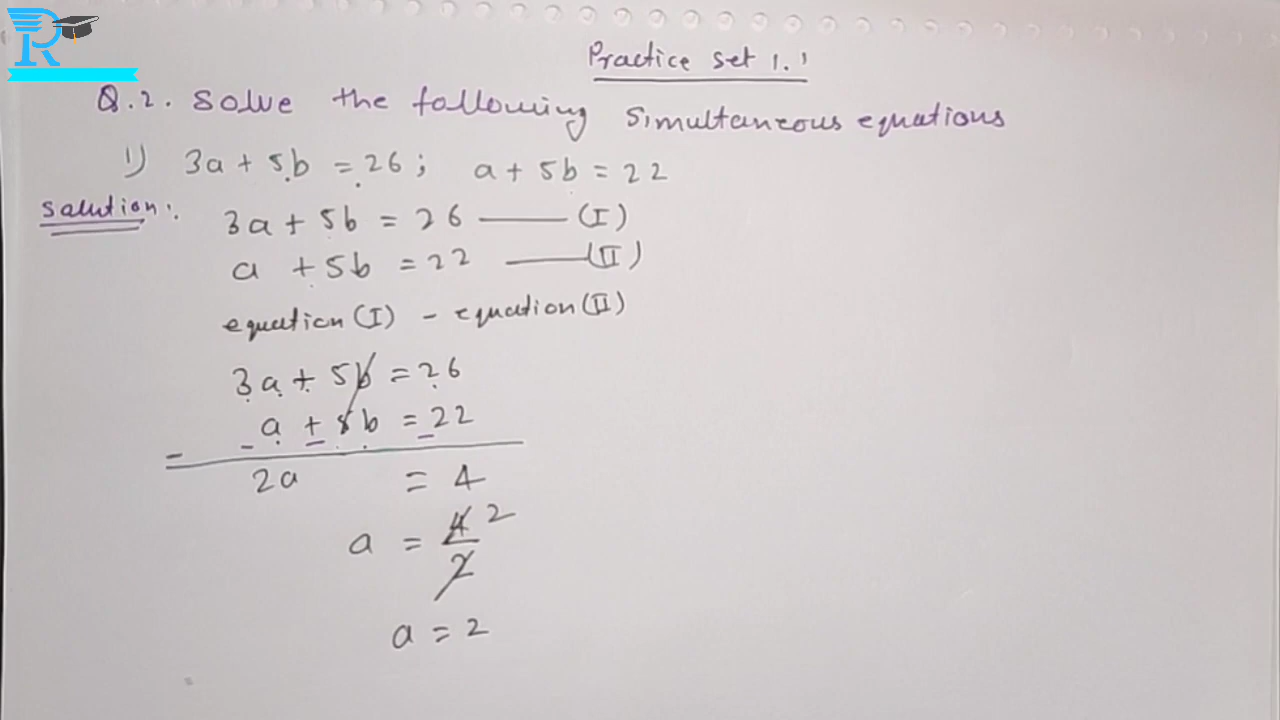 R
Practice set 1.1
Q.2. Solve the following simultaneous equations
1) 3a + 5b = 26 ; a + 5b = 22
Solution:
3a + 5b = 26 —— (I)
a + 5b = 22 —— (II)
equation (I) - equation (II)
3a + 5b = 26
a + 5b = 22
- - - -
2a = 4
a = 4/2 2
a = 2